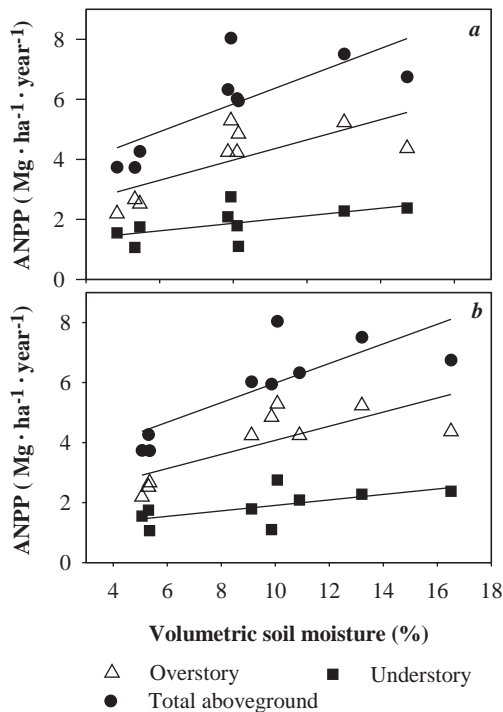 a
8
6
4
2
0
ANPP (Mg · ha⁻¹ · year⁻¹)
b
8
6
4
2
0
ANPP (Mg · ha⁻¹ · year⁻¹)
4 6 8 10 12 14 16 18
Volumetric soil moisture (%)
Overstory Understory
Total aboveground